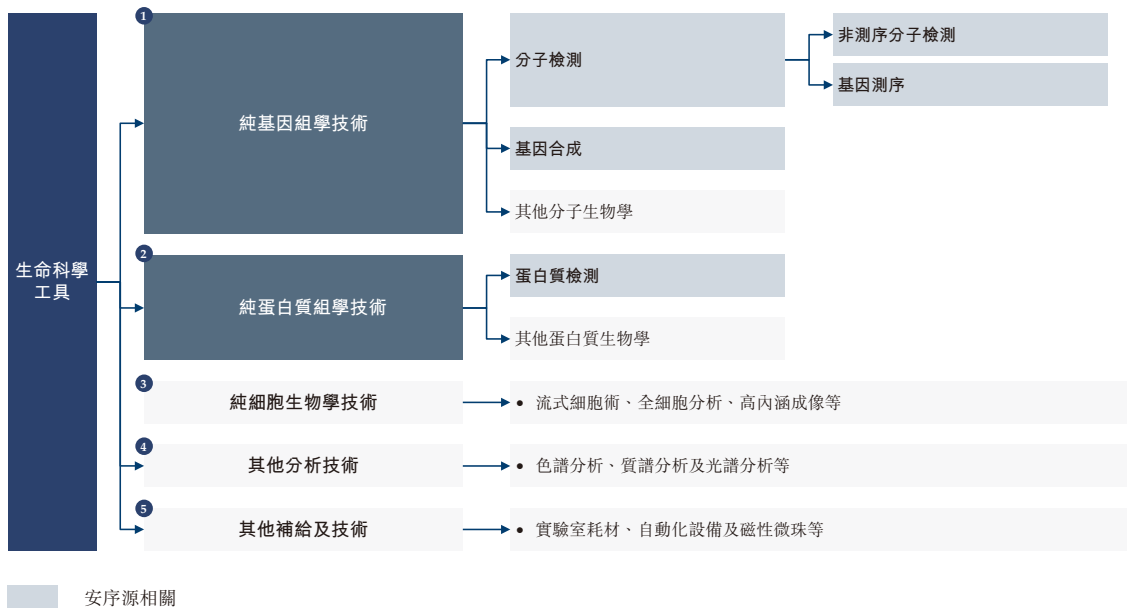 生命科學
工具
1
純基因組學技術
分子檢測
非測序分子檢測
基因測序
基因合成
其他分子生物學
2
純蛋白質組學技術
蛋白質檢測
其他蛋白質生物學
3
純細胞生物學技術
• 流式細胞術、全細胞分析、高內涵成像等
4
其他分析技術
• 色譜分析、質譜分析及光譜分析等
5
其他補給及技術
• 實驗室耗材、自動化設備及磁性微珠等
安序源相關